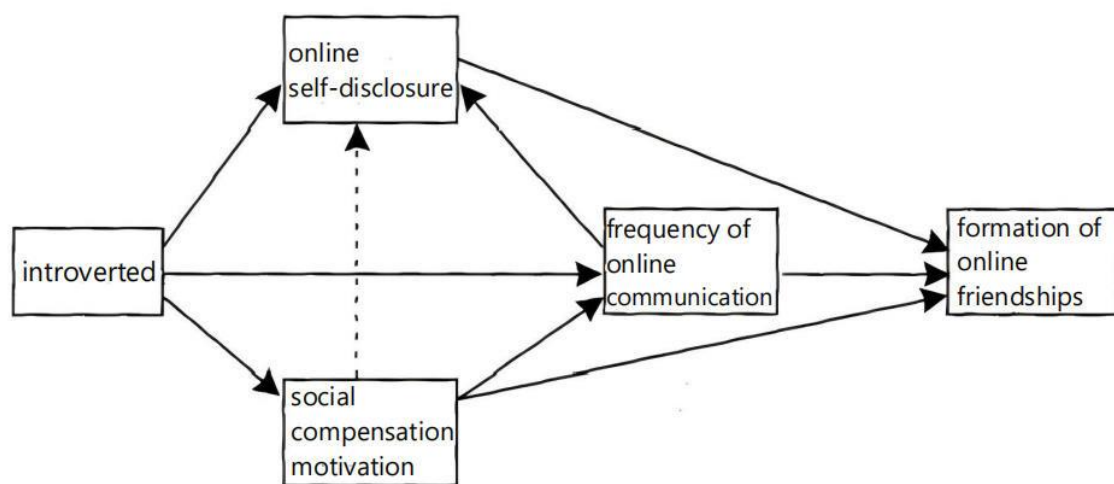 online
self-disclosure
introverted
frequency of
online
communication
formation of
online
friendships
social
compensation
motivation